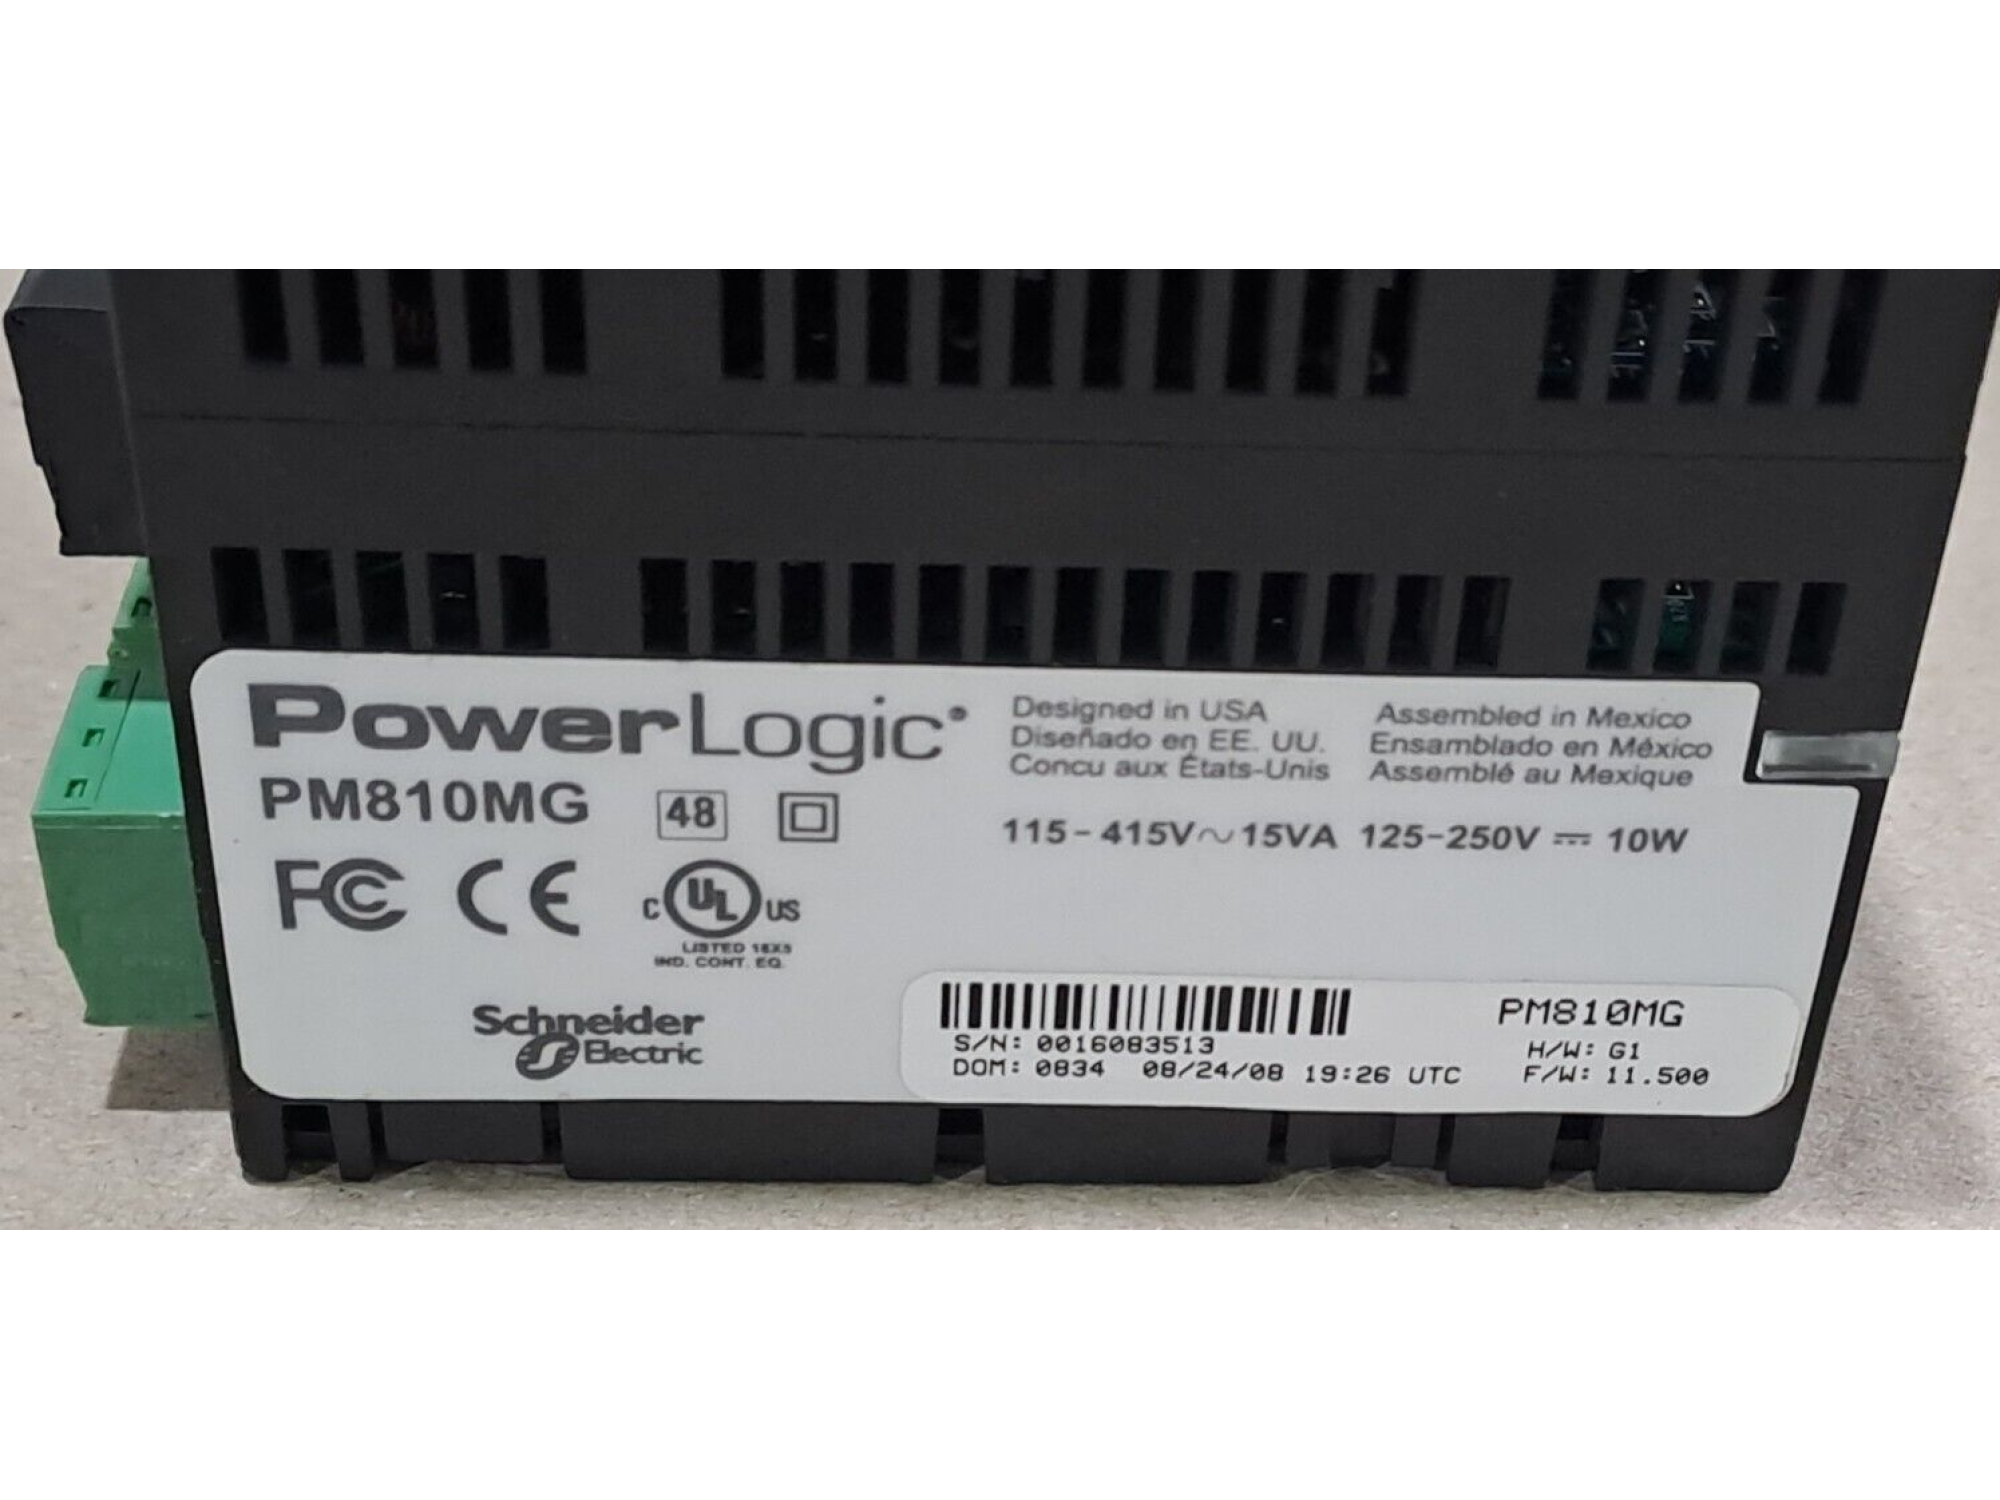 PowerLogic®
PM810MG
48
Designed in USA
Diseñado en EE. UU.
Concu aux États-Unis
Assembled in Mexico
Ensamblado en México
Assemblé au Mexique
115-415V~15VA 125-250V ⎓ 10W
FC CE
C UL US
LISTED 16X5
IND. CONT. EQ.
Schneider
Electric
S/N: 0016083513
DOM: 0834 08/24/08 19:26 UTC
PM810MG
H/W: G1
F/W: 11.500